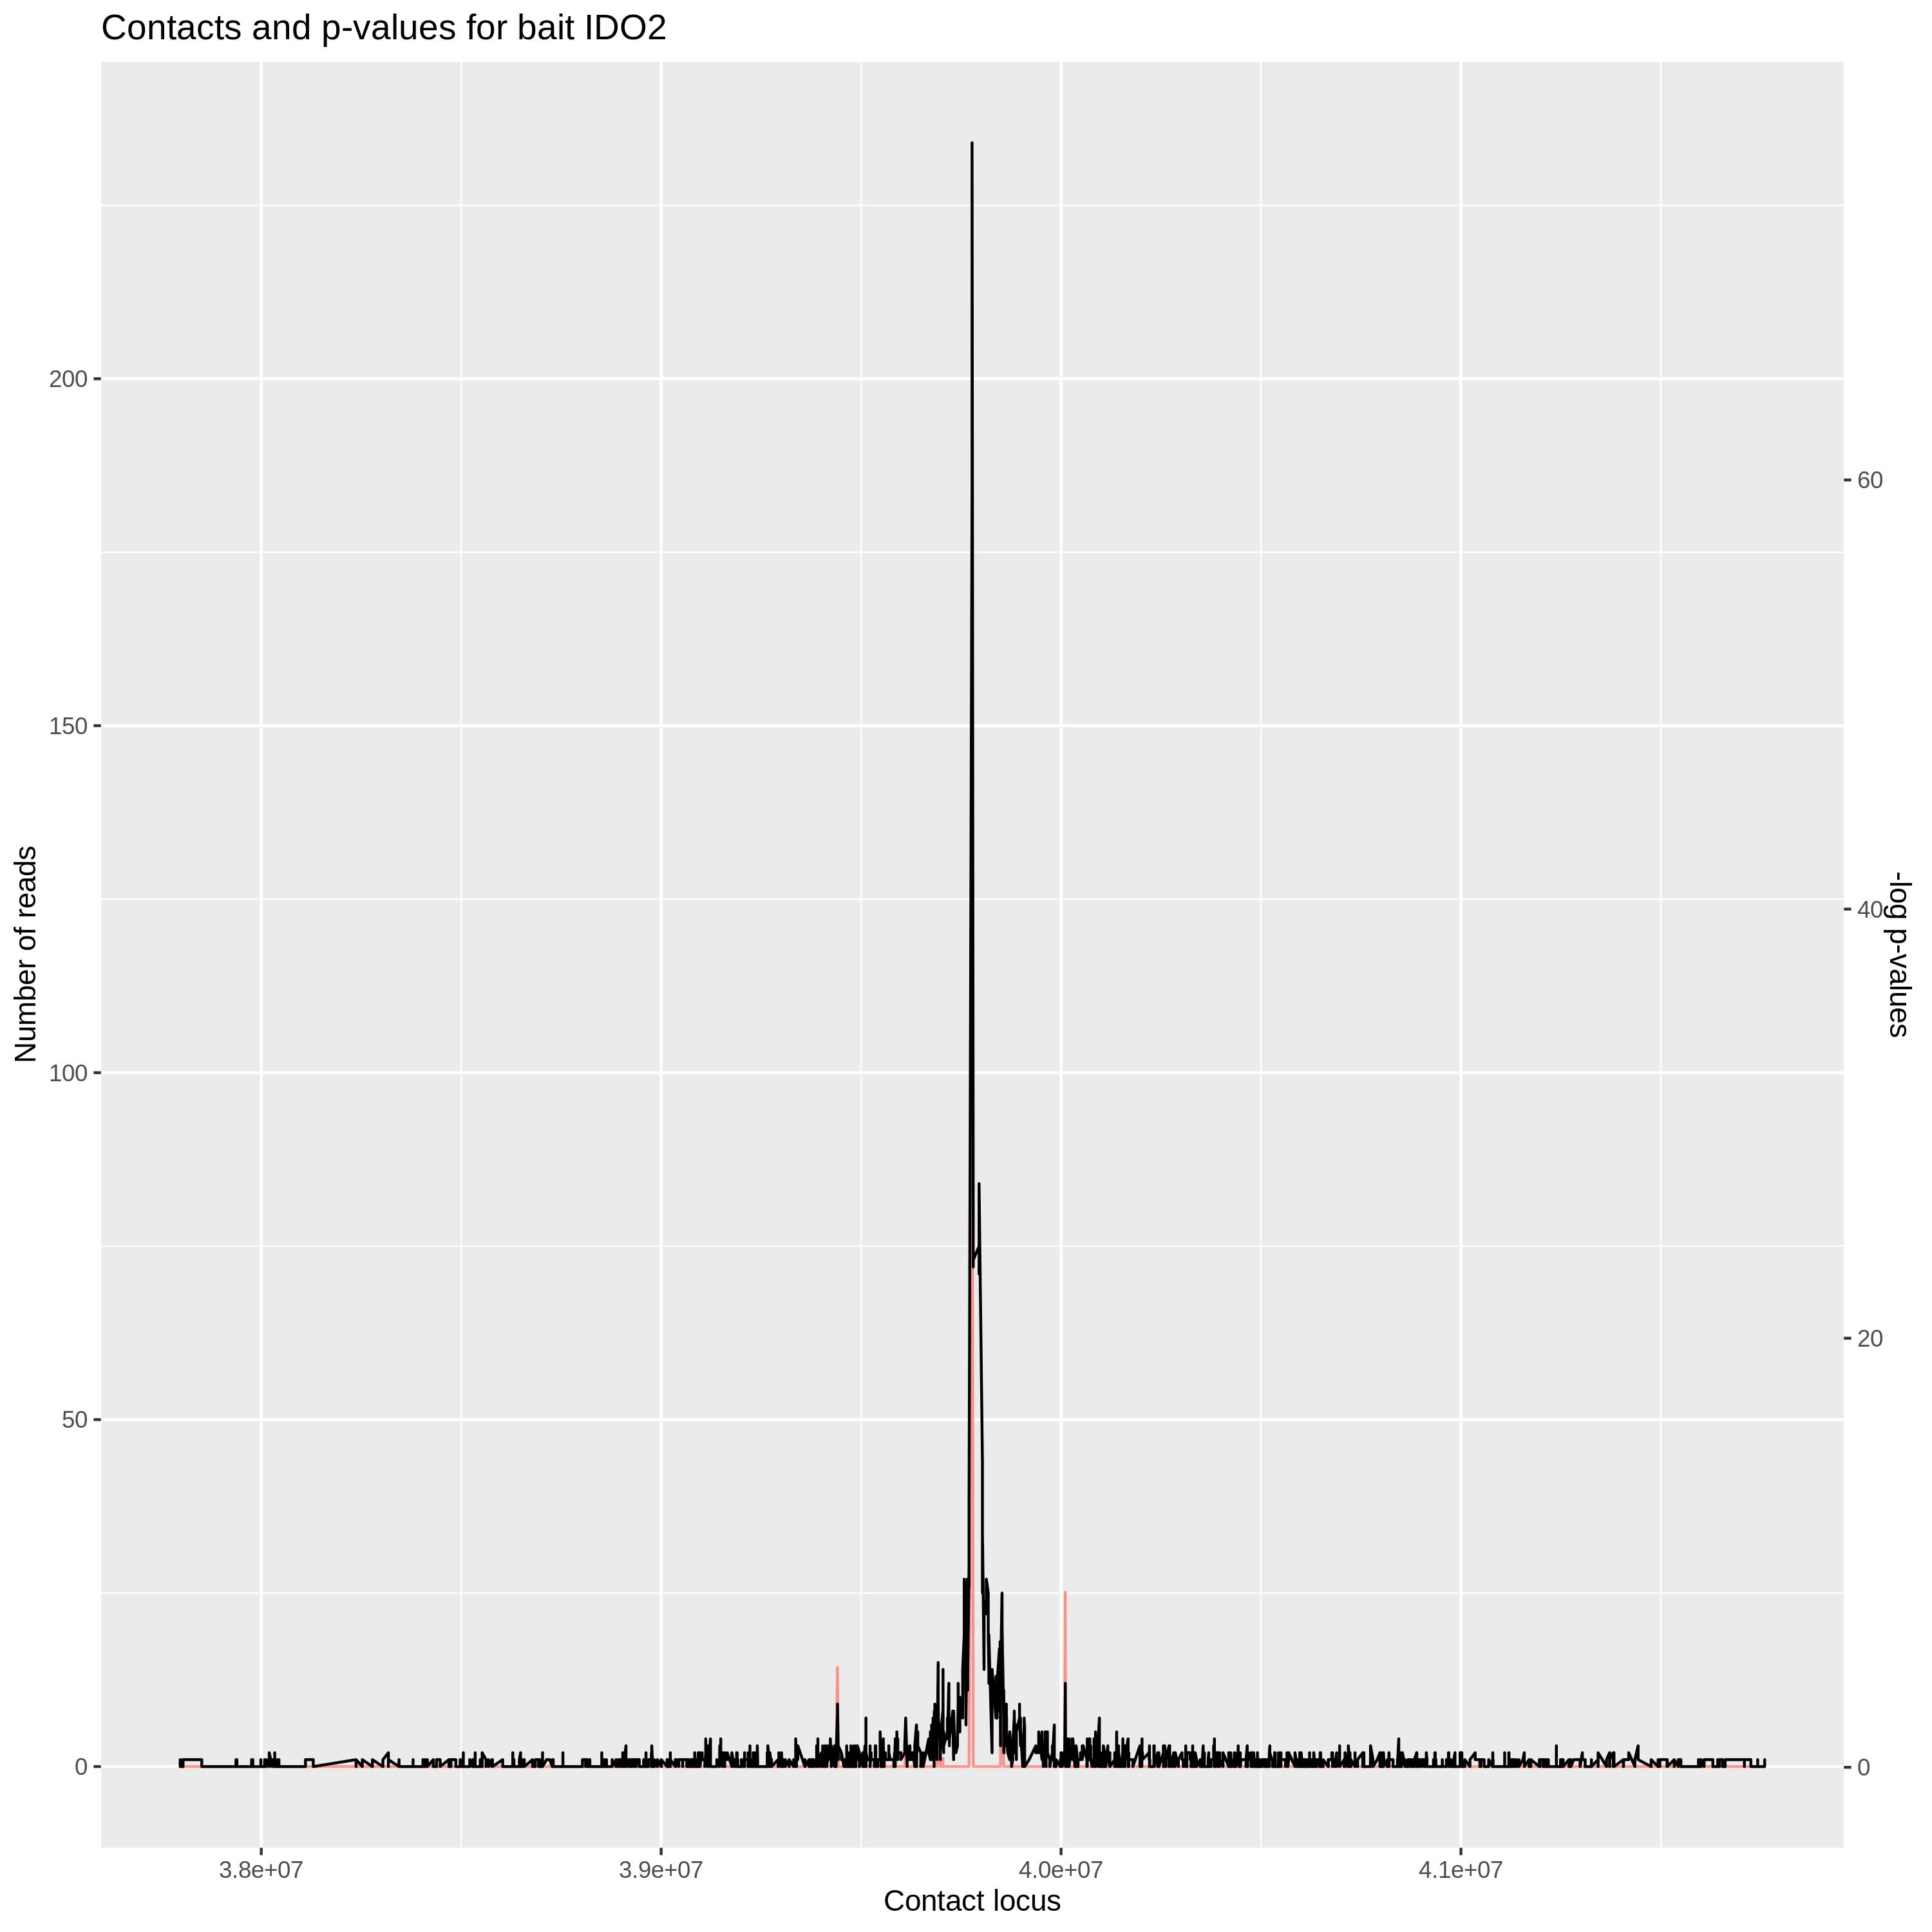 Contacts and p-values for bait IDO2
Number of reads
200
150
100
50
0
60
40
20
0
-log p-values
3.8e+07 3.9e+07 4.0e+07 4.1e+07
Contact locus